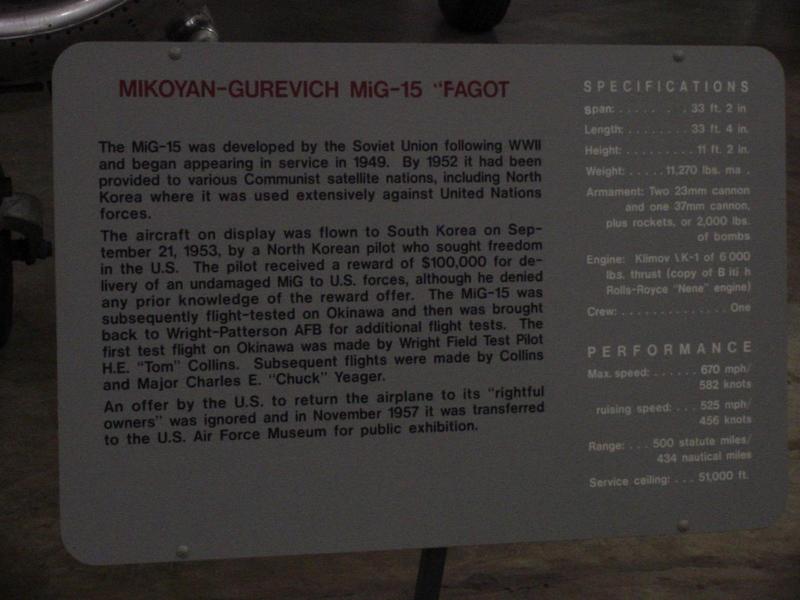 MIKOYAN-GUREVICH MiG-15 "FAGOT
The MiG-15 was developed by the Soviet Union following WWII
and began appearing in service in 1949. By 1952 it had been
provided to various Communist satellite nations, including North
Korea where it was used extensively against United Nations
forces.
The aircraft on display was flown to South Korea on Sep-
tember 21, 1953, by a North Korean pilot who sought freedom
in the U.S. The pilot received a reward of $100,000 for de-
livery of an undamaged MiG to U.S. forces, although he denied
any prior knowledge of the reward offer. The MiG-15 was
subsequently flight-tested on Okinawa and then was brought
back to Wright-Patterson AFB for additional flight tests. The
first test flight on Okinawa was made by Wright Field Test Pilot
H.E. "Tom" Collins. Subsequent flights were made by Collins
and Major Charles E. "Chuck" Yeager.
An offer by the U.S. to return the airplane to its "rightful
owners" was ignored and in November 1957 it was transferred
to the U.S. Air Force Museum for public exhibition.
SPECIFICATIONS
Span: . . . . . . . . 33 ft. 2 in
Length: . . . . . . . . 33 ft. 4 in.
Height: . . . . . . . . . 11 ft. 2 in.
Weight: . . . . . 11,270 lbs. ma .
Armament: Two 23mm cannon
and one 37mm cannon,
plus rockets, or 2,000 lbs.
of bombs
Engine: Klimov \K-1 of 6 000
lbs. thrust (copy of B iti h
Rolls-Royce "Nene" engine)
Crew: . . . . . . . . . . . . . . One
PERFORMANCE
Max. speed: . . . . . . 670 mph/
582 knots
ruising speed: . . . 525 mph/
456 knots
Range: . . . 500 statute miles/
434 nautical miles
Service ceiling: . . . 51,000 ft.